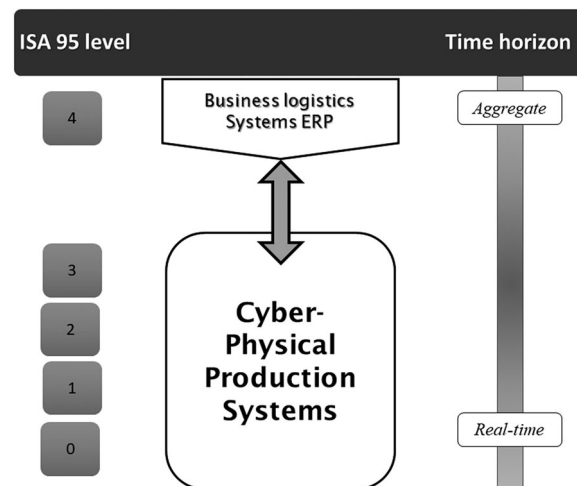 ISA 95 level
Time horizon
4
Business logistics
Systems ERP
Aggregate
3
2
1
0
Cyber-
Physical
Production
Systems
Real-time